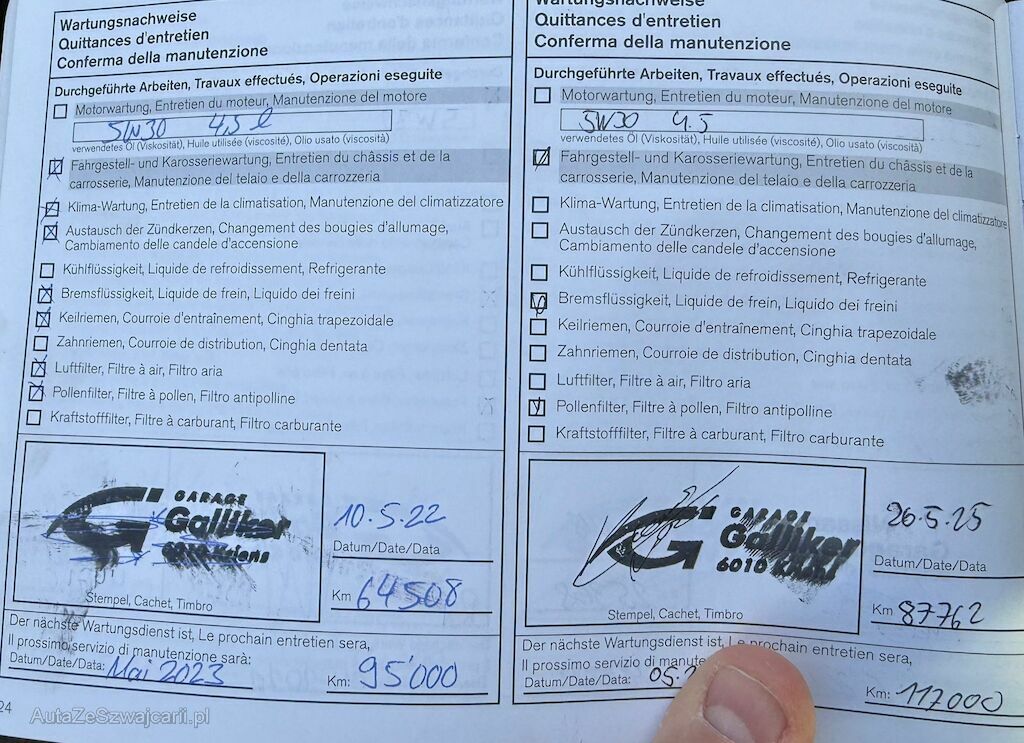 Wartungsnachweise
Quittances d'entretien
Conferma della manutenzione
Durchgeführte Arbeiten, Travaux effectués, Operazioni eseguite
Motorwartung, Entretien du moteur, Manutenzione del motore
5W30 4,5 l
verwendetes Öl (Viskosität), Huile utilisée (viscosité), Olio usato (viscosità)
Fahrgestell- und Karosseriewartung, Entretien du châssis et de la
carrosserie, Manutenzione del telaio e della carrozzeria
Klima-Wartung, Entretien de la climatisation, Manutenzione del climatizzatore
Austausch der Zündkerzen, Changement des bougies d'allumage,
Cambiamento delle candele d'accensione
Kühlflüssigkeit, Liquide de refroidissement, Refrigerante
Bremsflüssigkeit, Liquide de frein, Liquido dei freini
Keilriemen, Courroie d'entraînement, Cinghia trapezoidale
Zahnriemen, Courroie de distribution, Cinghia dentata
Luftfilter, Filtre à air, Filtro aria
Pollenfilter, Filtre à pollen, Filtro antipolline
Kraftstofffilter, Filtre à carburant, Filtro carburante
GARAGE
Galliker
6010 Kriens
Stempel, Cachet, Timbro
10.5.22
Datum/Date/Data
Km 64508
Der nächste Wartungsdienst ist, Le prochain entretien sera,
Il prossimo servizio di manutenzione sarà:
Datum/Date/Data: Mai 2023
Km: 95'000
24
AutaZeSzwajcarii.pl
Wartungsnachweise
Quittances d'entretien
Conferma della manutenzione
Durchgeführte Arbeiten, Travaux effectués, Operazioni eseguite
Motorwartung, Entretien du moteur, Manutenzione del motore
5W30 4.5
verwendetes Öl (Viskosität), Huile utilisée (viscosité), Olio usato (viscosità)
Fahrgestell- und Karosseriewartung, Entretien du châssis et de la
carrosserie, Manutenzione del telaio e della carrozzeria
Klima-Wartung, Entretien de la climatisation, Manutenzione del climatizzatore
Austausch der Zündkerzen, Changement des bougies d'allumage,
Cambiamento delle candele d'accensione
Kühlflüssigkeit, Liquide de refroidissement, Refrigerante
Bremsflüssigkeit, Liquide de frein, Liquido dei freini
Keilriemen, Courroie d'entraînement, Cinghia trapezoidale
Zahnriemen, Courroie de distribution, Cinghia dentata
Luftfilter, Filtre à air, Filtro aria
Pollenfilter, Filtre à pollen, Filtro antipolline
Kraftstofffilter, Filtre à carburant, Filtro carburante
GARAGE
Galliker
6010
Stempel, Cachet, Timbro
26.5.25
Datum/Date/Data
Km 87762
Der nächste Wartungsdienst ist, Le prochain entretien sera,
Il prossimo servizio di
Datum/Date/Data: 05.
Km: 117000